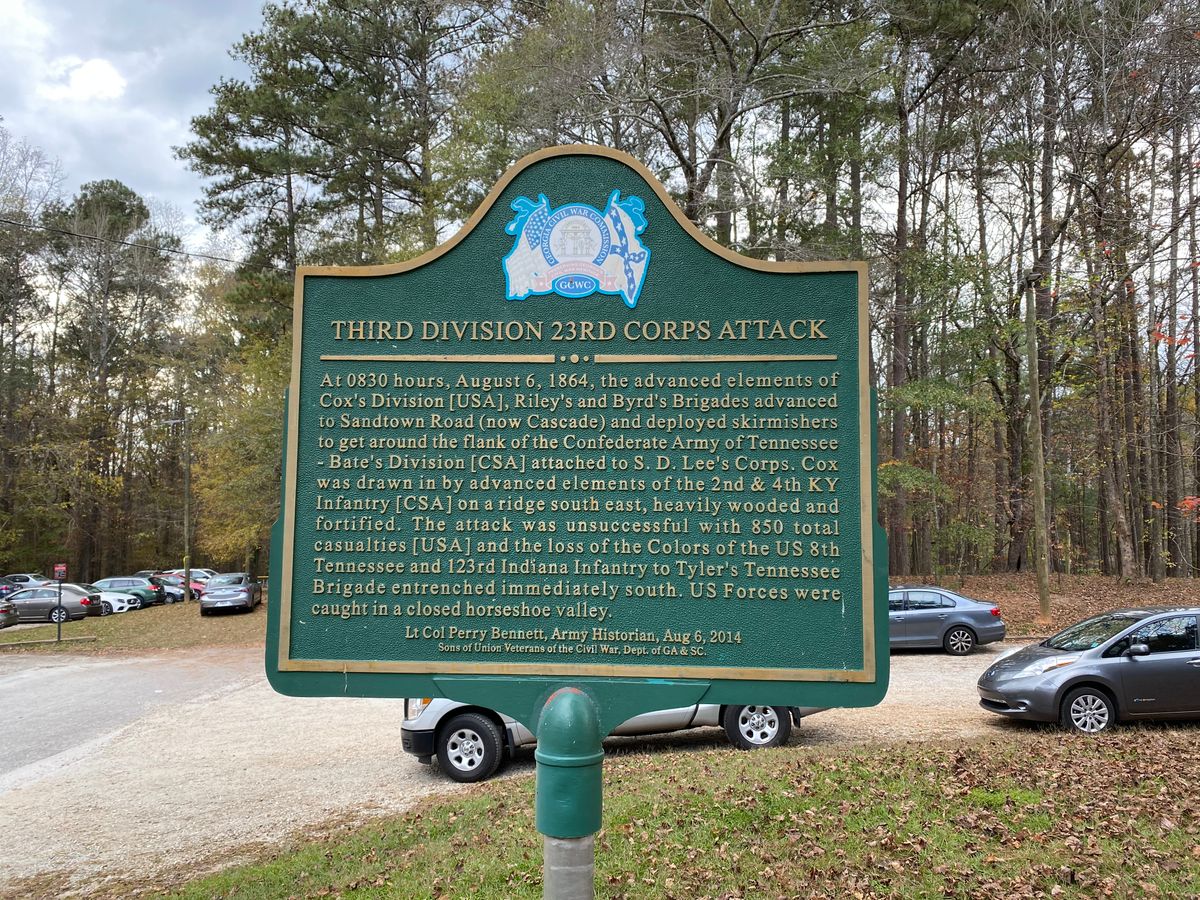 GEORGIA CIVIL WAR COMMISSION
GCWC
THIRD DIVISION 23RD CORPS ATTACK
At 0830 hours, August 6, 1864, the advanced elements of
Cox's Division [USA], Riley's and Byrd's Brigades advanced
to Sandtown Road (now Cascade) and deployed skirmishers
to get around the flank of the Confederate Army of Tennessee
- Bate's Division [CSA] attached to S. D. Lee's Corps. Cox
was drawn in by advanced elements of the 2nd & 4th KY
Infantry [CSA] on a ridge south east, heavily wooded and
fortified. The attack was unsuccessful with 850 total
casualties [USA] and the loss of the Colors of the US 8th
Tennessee and 123rd Indiana Infantry to Tyler's Tennessee
Brigade entrenched immediately south. US Forces were
caught in a closed horseshoe valley.
Lt Col Perry Bennett, Army Historian, Aug 6, 2014
Sons of Union Veterans of the Civil War, Dept. of GA & SC.